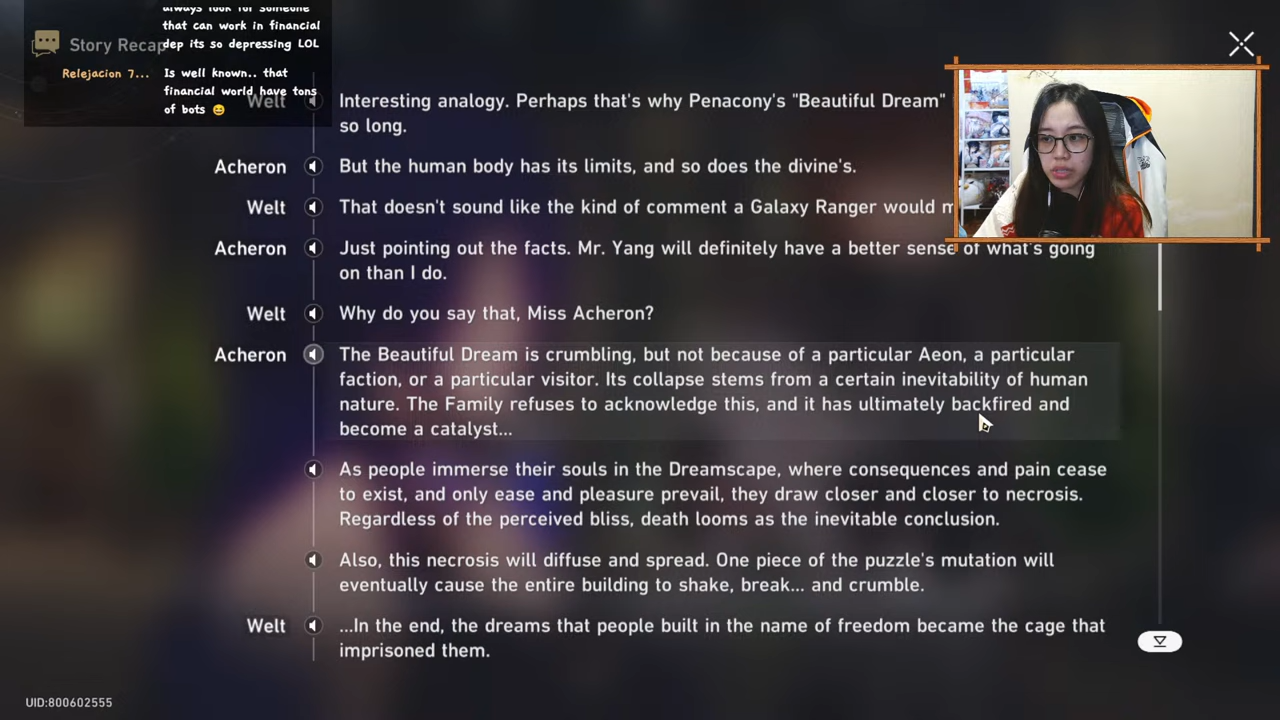 always look for someone
that can work in financial
dep its so depressing LOL
Story Recap
Relejacion 7... Is well known.. that
financial world have tons
of bots 😄
Welt Interesting analogy. Perhaps that's why Penacony's "Beautiful Dream"
so long.
Acheron But the human body has its limits, and so does the divine's.
Welt That doesn't sound like the kind of comment a Galaxy Ranger would
Acheron Just pointing out the facts. Mr. Yang will definitely have a better sense of what's going
on than I do.
Welt Why do you say that, Miss Acheron?
Acheron The Beautiful Dream is crumbling, but not because of a particular Aeon, a particular
faction, or a particular visitor. Its collapse stems from a certain inevitability of human
nature. The Family refuses to acknowledge this, and it has ultimately backfired and
become a catalyst...
As people immerse their souls in the Dreamscape, where consequences and pain cease
to exist, and only ease and pleasure prevail, they draw closer and closer to necrosis.
Regardless of the perceived bliss, death looms as the inevitable conclusion.
Also, this necrosis will diffuse and spread. One piece of the puzzle's mutation will
eventually cause the entire building to shake, break... and crumble.
Welt ...In the end, the dreams that people built in the name of freedom became the cage that
imprisoned them.
UID:800602555